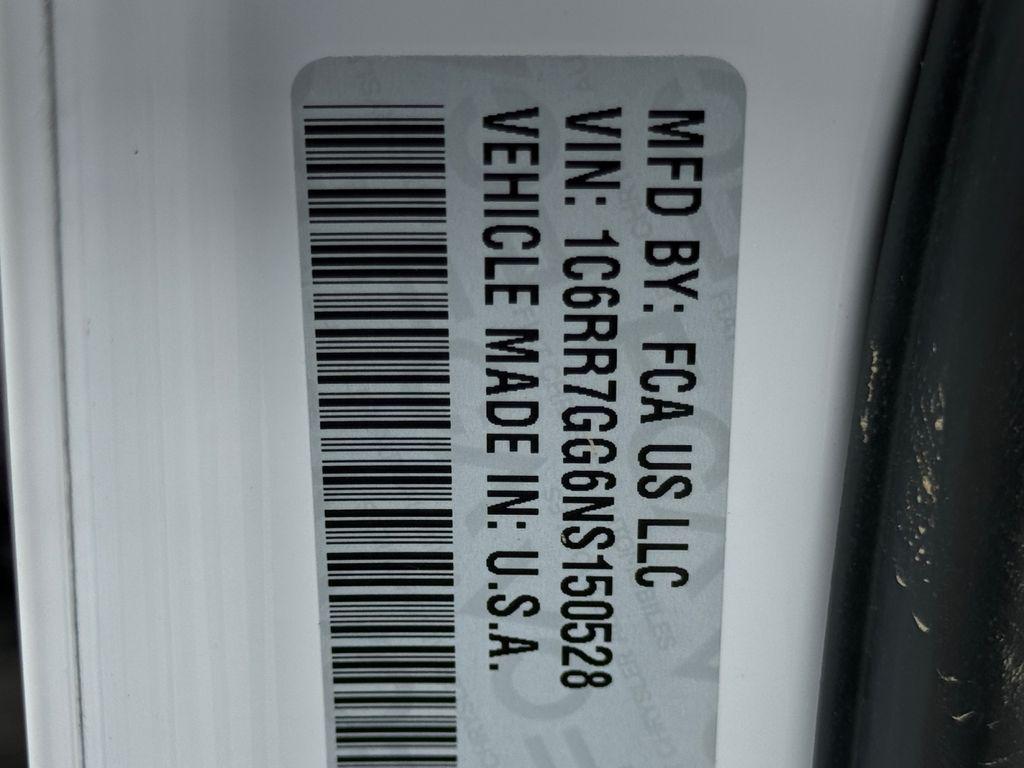 MFD BY: FCA US LLC
VIN: 1C6RR7GG6NS150528
VEHICLE MADE IN: U.S.A.